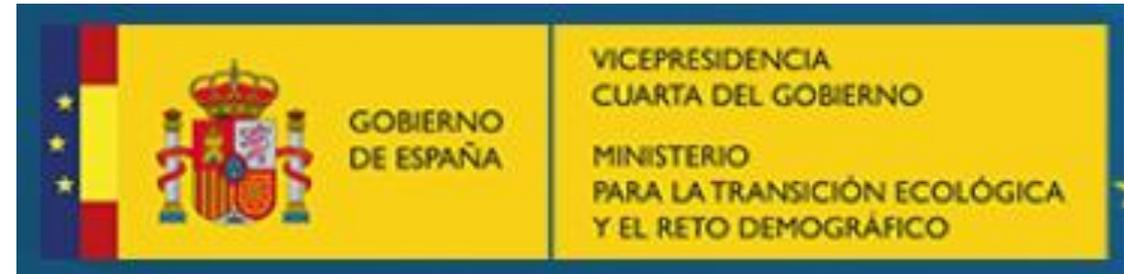 GOBIERNO
DE ESPAÑA
VICEPRESIDENCIA
CUARTA DEL GOBIERNO
MINISTERIO
PARA LA TRANSICIÓN ECOLÓGICA
Y EL RETO DEMOGRÁFICO